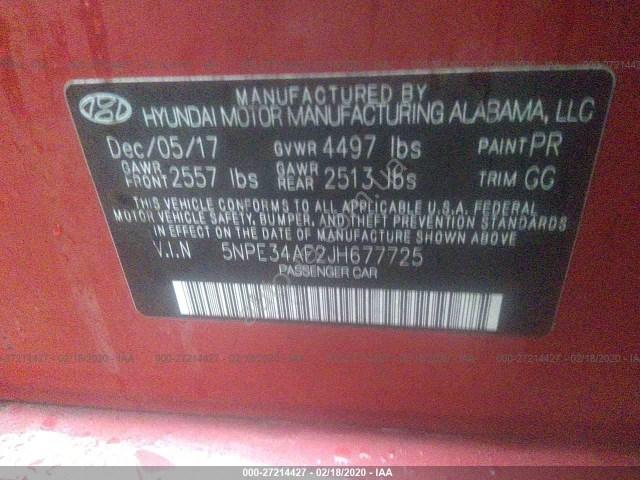 MANUFACTURED BY
HYUNDAI MOTOR MANUFACTURING ALABAMA, LLC
Dec/05/17 GVWR 4497 lbs PAINT PR
GAWR FRONT 2557 lbs GAWR REAR 2513 lbs TRIM GG
THIS VEHICLE CONFORMS TO ALL APPLICABLE U.S.A. FEDERAL
MOTOR VEHICLE SAFETY, BUMPER, AND THEFT PREVENTION STANDARDS
IN EFFECT ON THE DATE OF MANUFACTURE SHOWN ABOVE.
V.I.N 5NPE34AF2JH677725
PASSENGER CAR
000-27214427 - 02/18/2020 - IAA